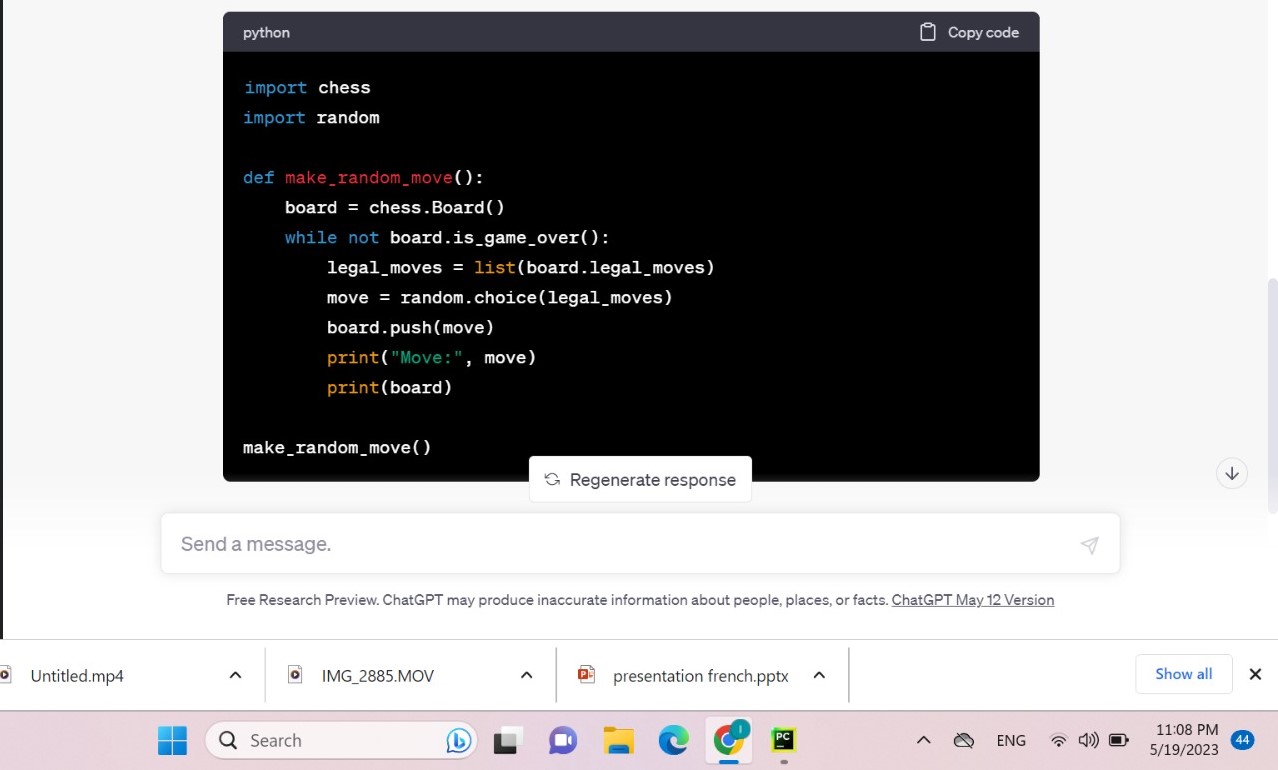 python
Copy code
import chess
import random
def make_random_move():
    board = chess.Board()
    while not board.is_game_over():
        legal_moves = list(board.legal_moves)
        move = random.choice(legal_moves)
        board.push(move)
        print("Move:", move)
        print(board)
make_random_move()
Regenerate response
Send a message.
Free Research Preview. ChatGPT may produce inaccurate information about people, places, or facts. ChatGPT May 12 Version
Untitled.mp4
IMG_2885.MOV
presentation french.pptx
Show all
Search
PC
ENG
11:08 PM
5/19/2023
44